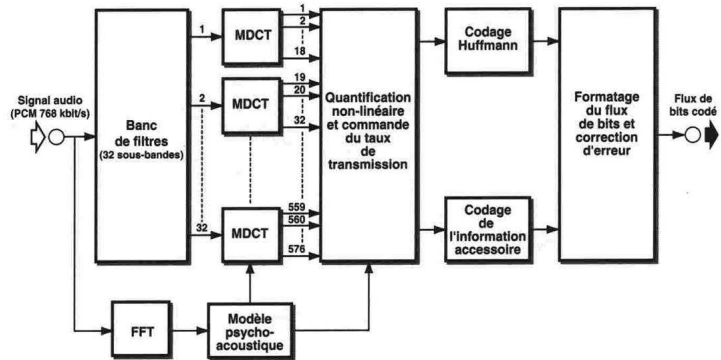 Signal audio
(PCM 768 kbit/s)
Banc
de filtres
(32 sous-bandes)
1
2
32
MDCT
MDCT
MDCT
1
2
18
19
20
32
559
560
576
Quantification
non-linéaire
et commande
du taux
de
transmission
Codage
Huffmann
Codage
de
l'information
accessoire
Formatage
du flux
de bits et
correction
d'erreur
Flux de
bits codé
FFT
Modèle
psycho-
acoustique